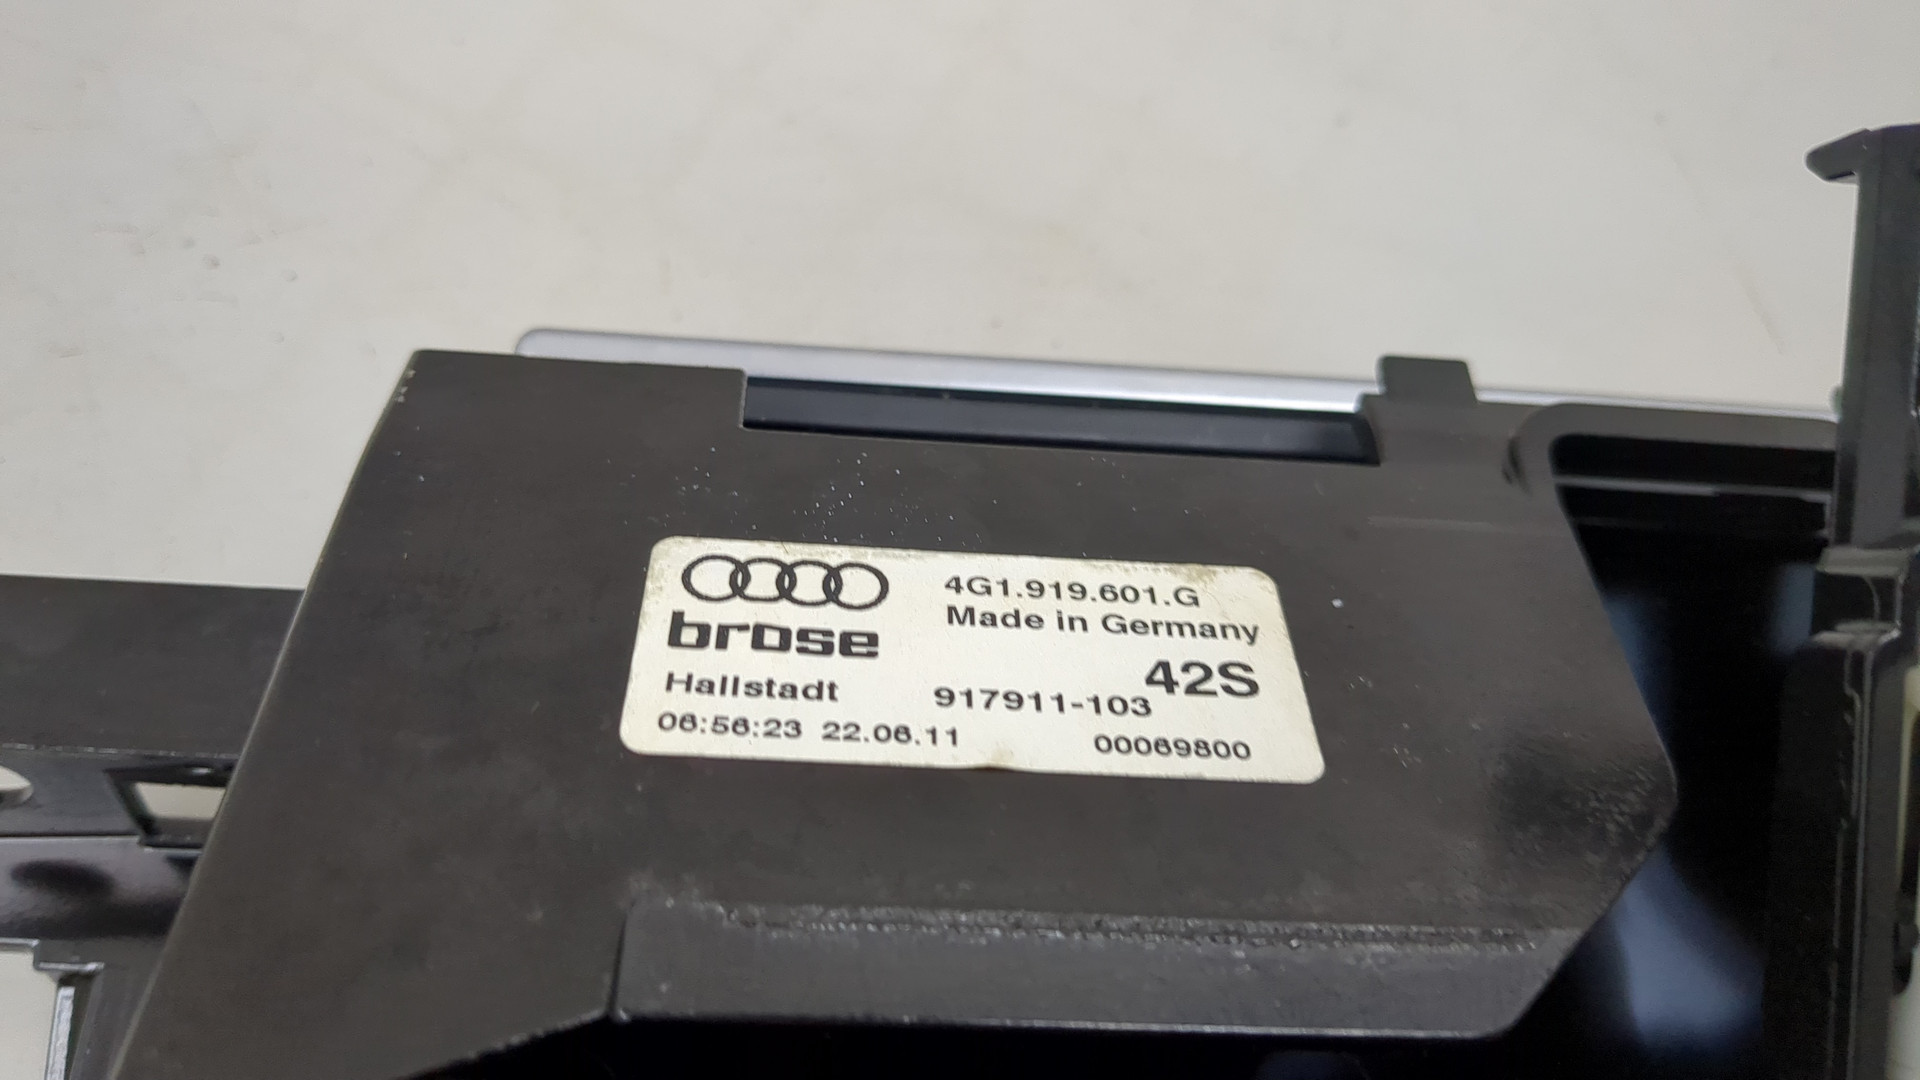 4G1.919.601.G
brose
Made in Germany
42S
Hallstadt 917911-103
06:56:23 22.06.11 00069800